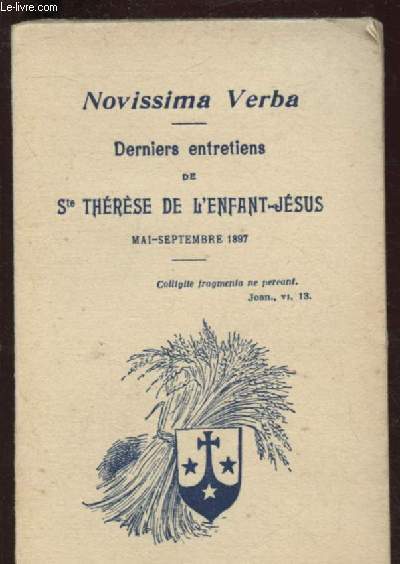 Le-livre.com
Novissima Verba
Derniers entretiens
DE
Ste THÉRÈSE DE L'ENFANT-JÉSUS
MAI-SEPTEMBRE 1897
Colligite fragmenta ne pereant.
Joan., VI. 13.